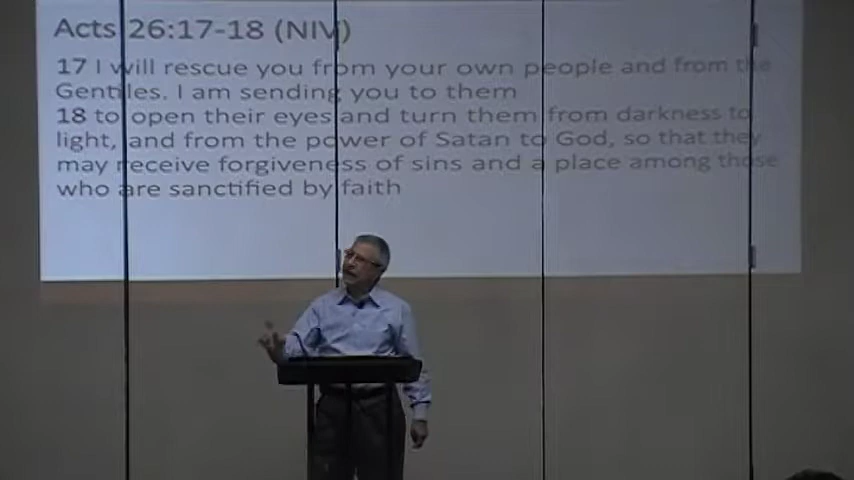 Acts 26:17-18 (NIV)
17 I will rescue you from your own people and from the
Gentiles. I am sending you to them
18 to open their eyes and turn them from darkness to
light, and from the power of Satan to God, so that they
may receive forgiveness of sins and a place among those
who are sanctified by faith